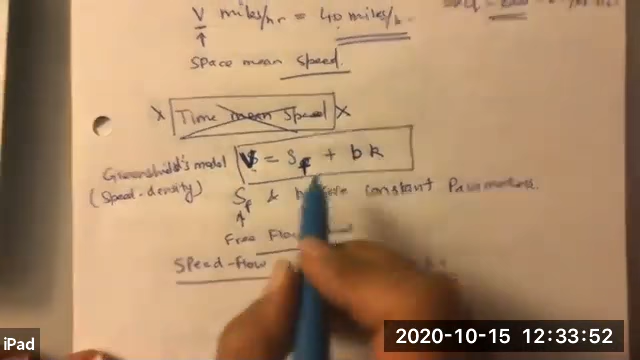 V miles/hr = 40 miles/h.
Space mean speed.
x Time mean Speed x
Greenshield's model V = Sf + bk
(Speed-density)
Sf & are constant Parameters.
Free Flow
Speed-Flow
iPad
2020-10-15 12:33:52